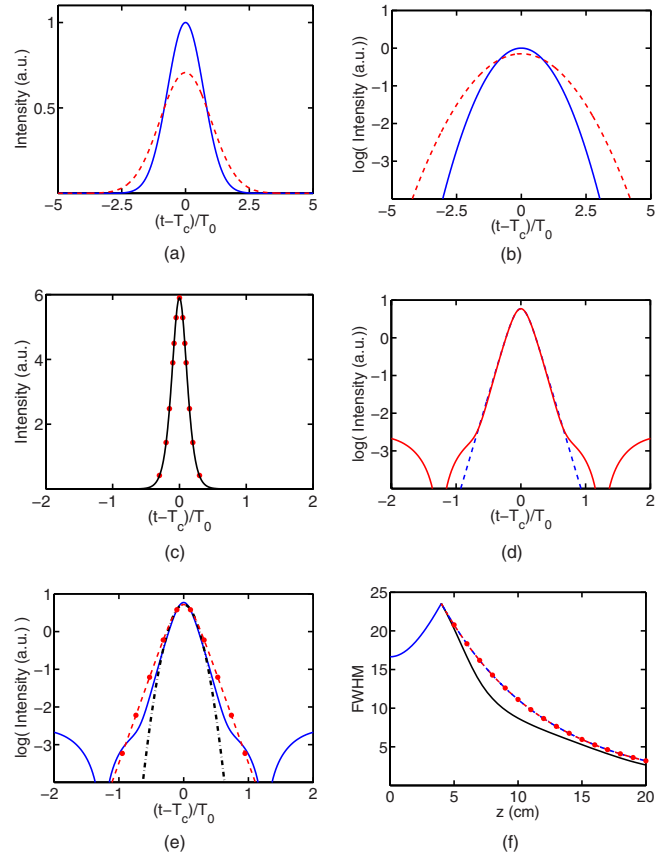 1
0.5
Intensity (a.u.)
−5 −2.5 0 2.5 5
(t−T_c)/T_0
(a)
1
0
−1
−2
−3
log( Intensity (a.u.))
−5 −2.5 0 2.5 5
(t−T_c)/T_0
(b)
6
4
2
Intensity (a.u.)
−2 −1 0 1 2
(t−T_c)/T_0
(c)
1
0
−1
−2
−3
log( Intensity (a.u.))
−2 −1 0 1 2
(t−T_c)/T_0
(d)
1
0
−1
−2
−3
log( Intensity (a.u.) )
−2 −1 0 1 2
(t−T_c)/T_0
(e)
25
20
15
10
5
FWHM
0 5 10 15 20
z (cm)
(f)